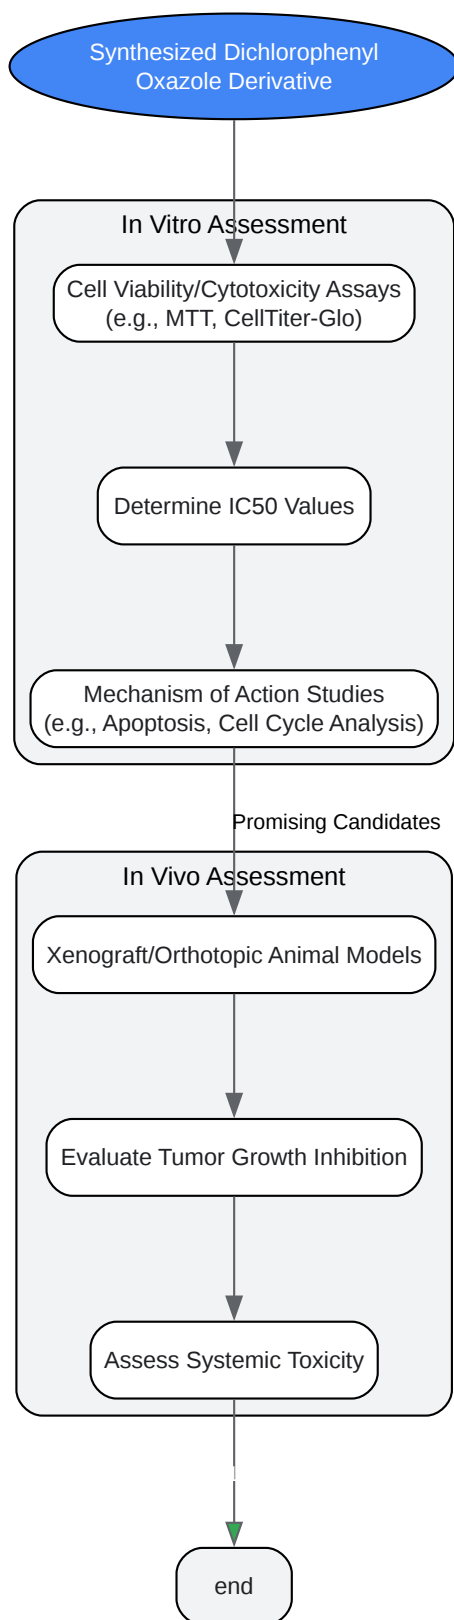 Synthesized Dichlorophenyl
Oxazole Derivative
In Vitro Assessment
Cell Viability/Cytotoxicity Assays
(e.g., MTT, CellTiter-Glo)
Determine IC50 Values
Mechanism of Action Studies
(e.g., Apoptosis, Cell Cycle Analysis)
Promising Candidates
In Vivo Assessment
Xenograft/Orthotopic Animal Models
Evaluate Tumor Growth Inhibition
Assess Systemic Toxicity
end